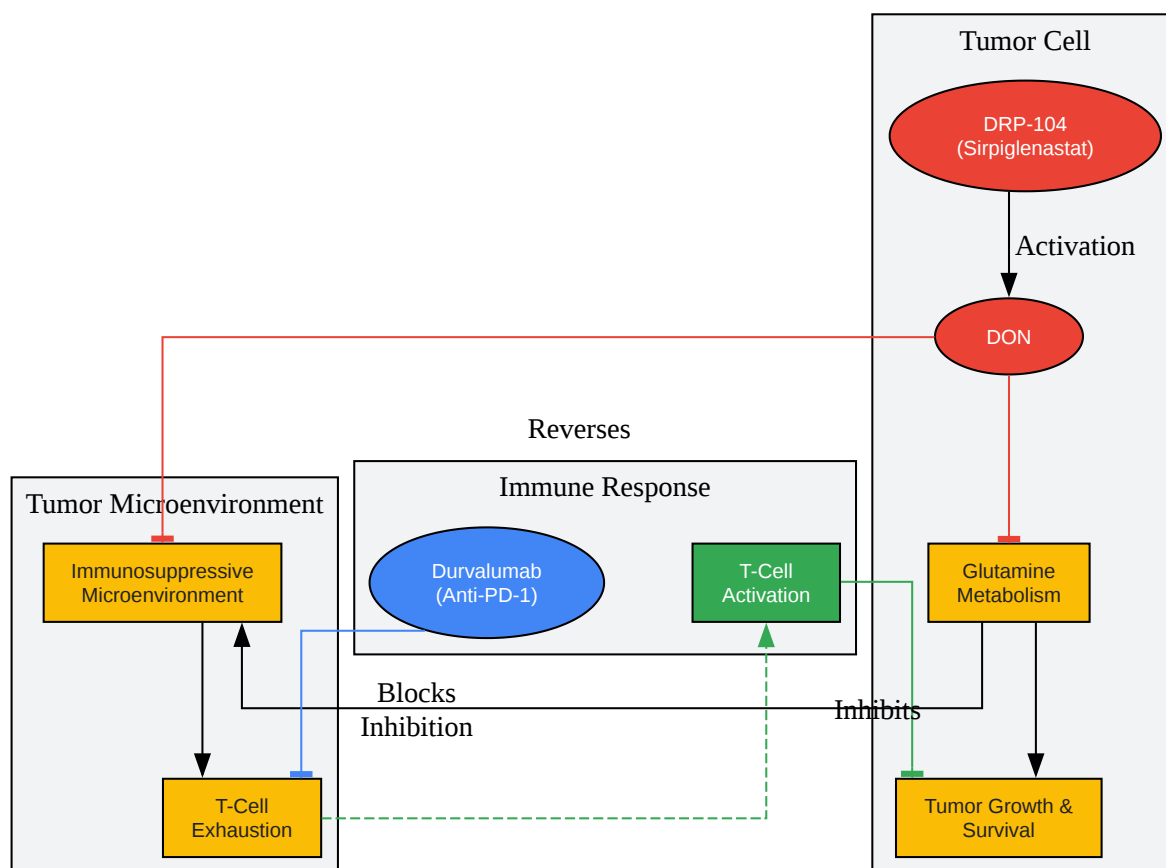 Tumor Cell
DRP-104
(Sirpiglenastat)
Activation
DON
Reverses
Immune Response
Tumor Microenvironment
Immunosuppressive
Microenvironment
Durvalumab
(Anti-PD-1)
T-Cell
Activation
Glutamine
Metabolism
Blocks
Inhibition
Inhibits
T-Cell
Exhaustion
Tumor Growth &
Survival